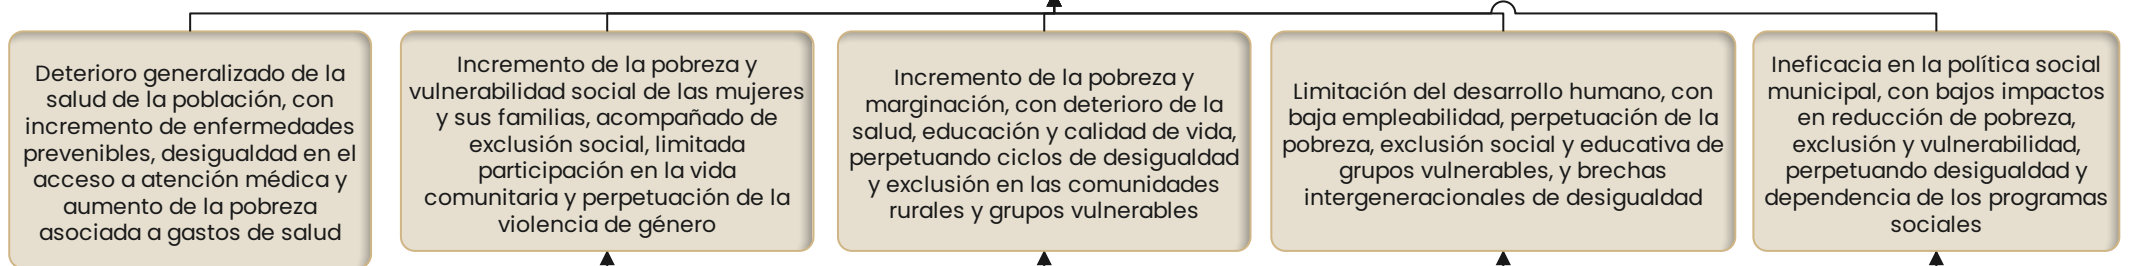 Deterioro generalizado de la
salud de la población, con
incremento de enfermedades
prevenibles, desigualdad en el
acceso a atención médica y
aumento de la pobreza
asociada a gastos de salud
Incremento de la pobreza y
vulnerabilidad social de las mujeres
y sus familias, acompañado de
exclusión social, limitada
participación en la vida
comunitaria y perpetuación de la
violencia de género
Incremento de la pobreza y
marginación, con deterioro de la
salud, educación y calidad de vida,
perpetuando ciclos de desigualdad
y exclusión en las comunidades
rurales y grupos vulnerables
Limitación del desarrollo humano, con
baja empleabilidad, perpetuación de la
pobreza, exclusión social y educativa de
grupos vulnerables, y brechas
intergeneracionales de desigualdad
Ineficacia en la política social
municipal, con bajos impactos
en reducción de pobreza,
exclusión y vulnerabilidad,
perpetuando desigualdad y
dependencia de los programas
sociales